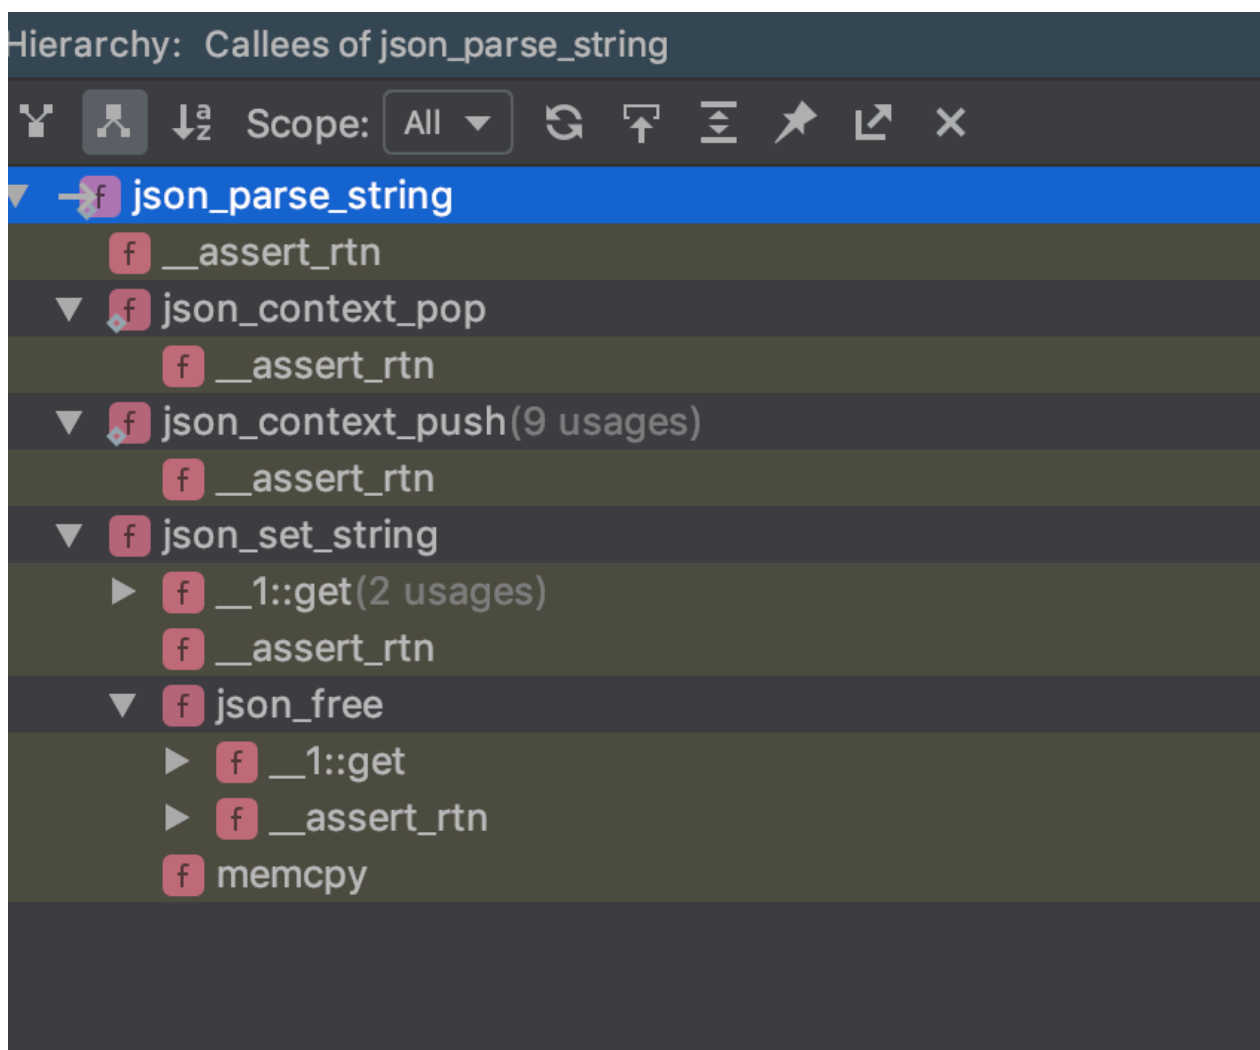 Hierarchy: Callees of json_parse_string
Scope: All
json_parse_string
__assert_rtn
json_context_pop
__assert_rtn
json_context_push(9 usages)
__assert_rtn
json_set_string
__1::get(2 usages)
__assert_rtn
json_free
__1::get
__assert_rtn
memcpy